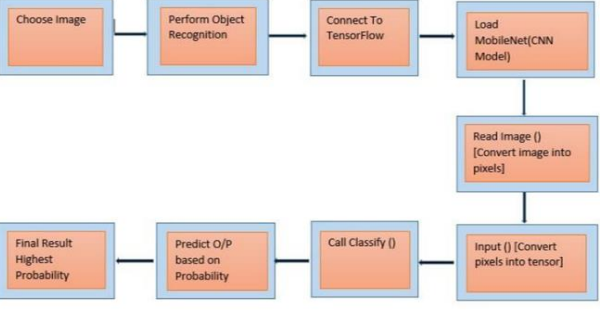 Choose Image
Perform Object
Recognition
Connect To
TensorFlow
Load
MobileNet(CNN
Model)
Read Image ()
[Convert image into
pixels]
Input () [Convert
pixels into tensor]
Call Classify ()
Predict O/P
based on
Probability
Final Result
Highest
Probability